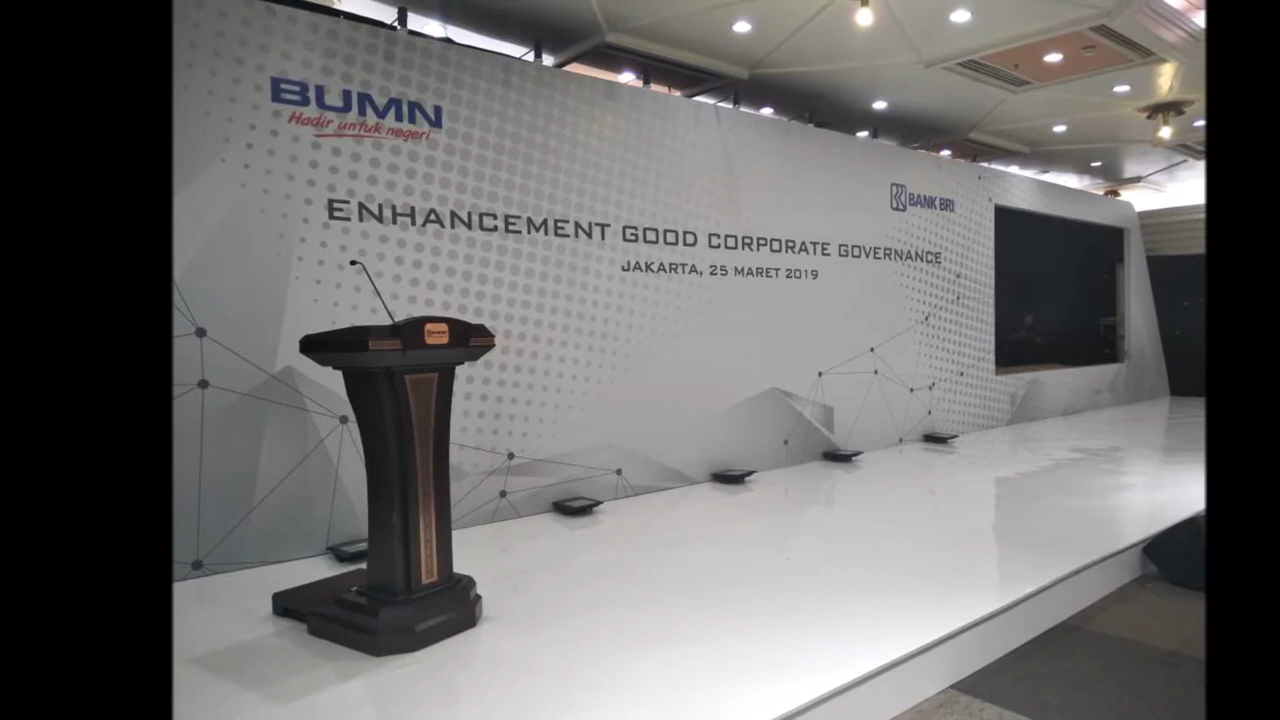 BUMN
Hadir untuk negeri
BANK BRI
ENHANCEMENT GOOD CORPORATE GOVERNANCE
JAKARTA, 25 MARET 2019